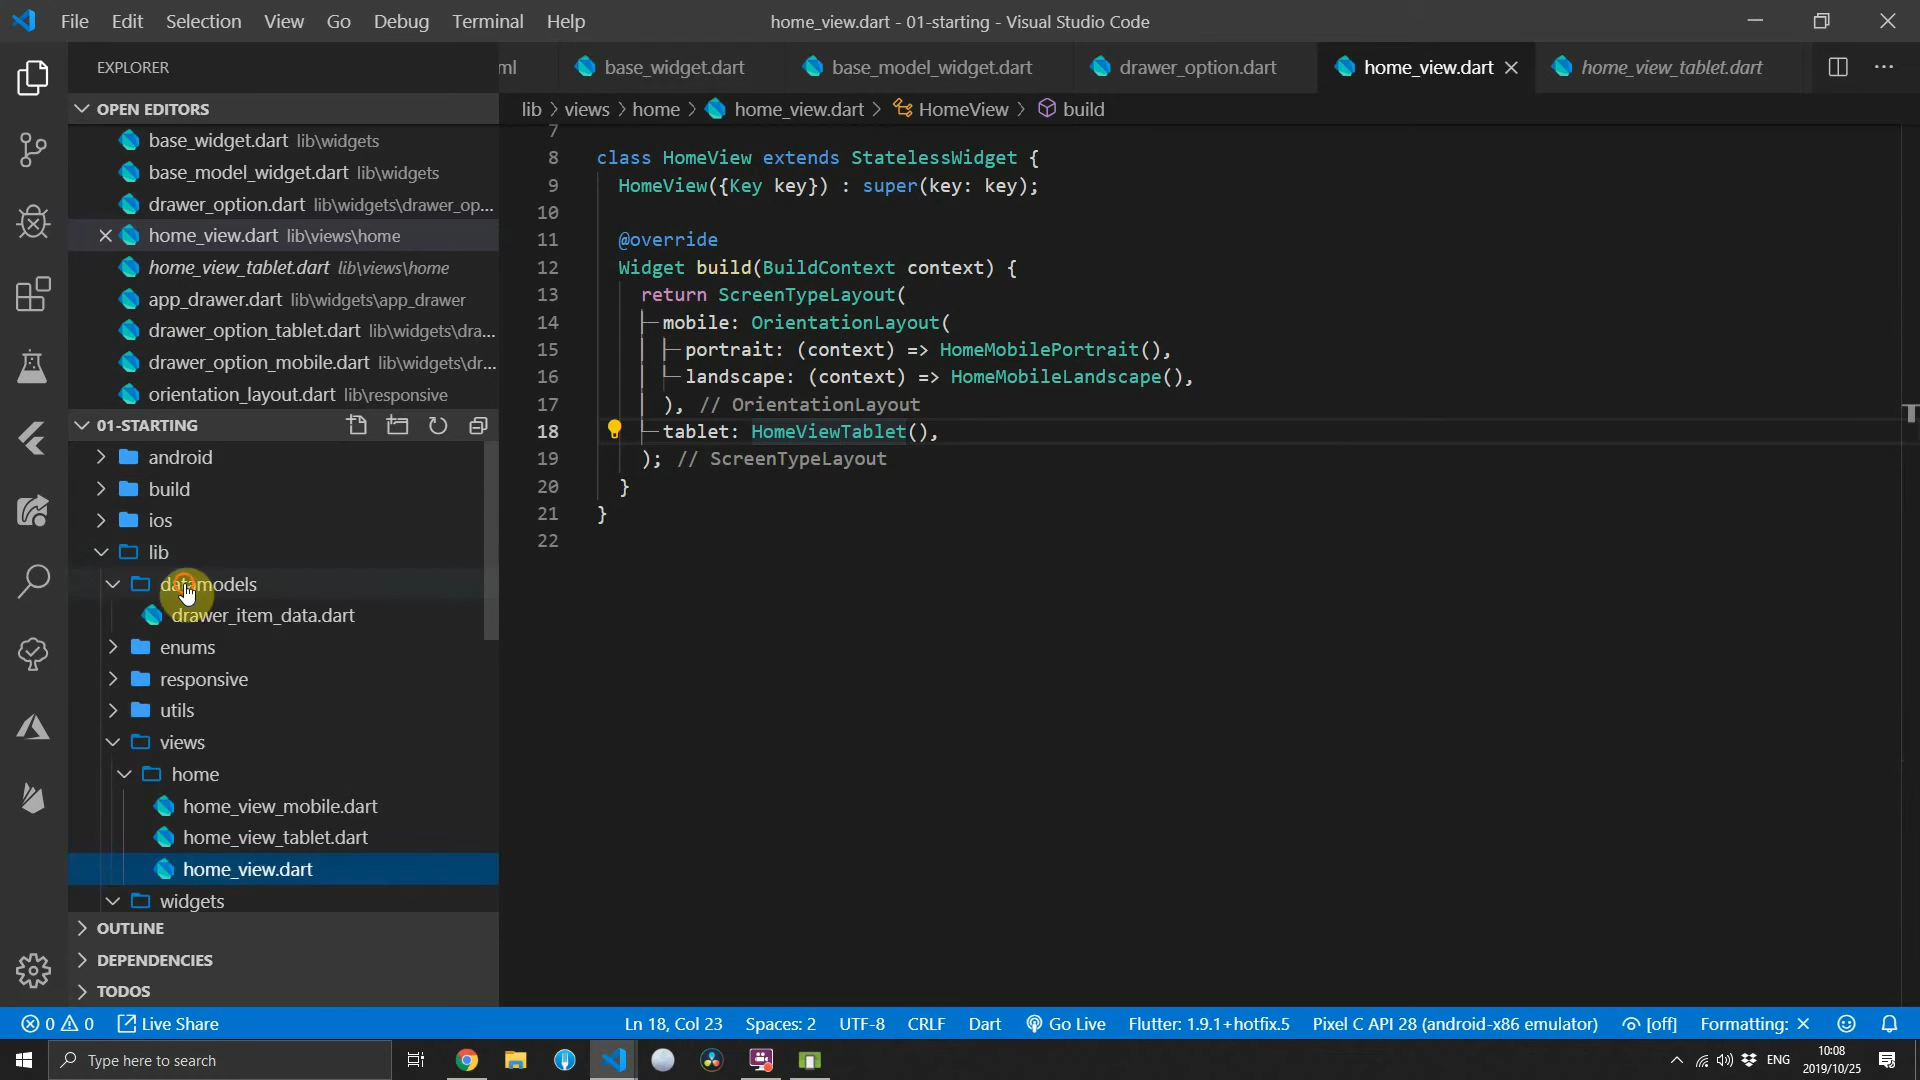 File Edit Selection View Go Debug Terminal Help
home_view.dart - 01-starting - Visual Studio Code
EXPLORER
ml
base_widget.dart
base_model_widget.dart
drawer_option.dart
home_view.dart
home_view_tablet.dart
lib > views > home > home_view.dart > HomeView > build
OPEN EDITORS
base_widget.dart lib\widgets
base_model_widget.dart lib\widgets
drawer_option.dart lib\widgets\drawer_op...
home_view.dart lib\views\home
home_view_tablet.dart lib\views\home
app_drawer.dart lib\widgets\app_drawer
drawer_option_tablet.dart lib\widgets\dra...
drawer_option_mobile.dart lib\widgets\dr...
orientation_layout.dart lib\responsive
01-STARTING
android
build
ios
lib
datamodels
drawer_item_data.dart
enums
responsive
utils
views
home
home_view_mobile.dart
home_view_tablet.dart
home_view.dart
widgets
OUTLINE
DEPENDENCIES
TODOS
7
8 class HomeView extends StatelessWidget {
9 HomeView({Key key}) : super(key: key);
10
11 @override
12 Widget build(BuildContext context) {
13 return ScreenTypeLayout(
14 mobile: OrientationLayout(
15 portrait: (context) => HomeMobilePortrait(),
16 landscape: (context) => HomeMobileLandscape(),
17 ), // OrientationLayout
18 tablet: HomeViewTablet(),
19 ); // ScreenTypeLayout
20 }
21 }
22
0 0 Live Share Ln 18, Col 23 Spaces: 2 UTF-8 CRLF Dart Go Live Flutter: 1.9.1+hotfix.5 Pixel C API 28 (android-x86 emulator) [off] Formatting: ×
Type here to search
ENG
10:08
2019/10/25